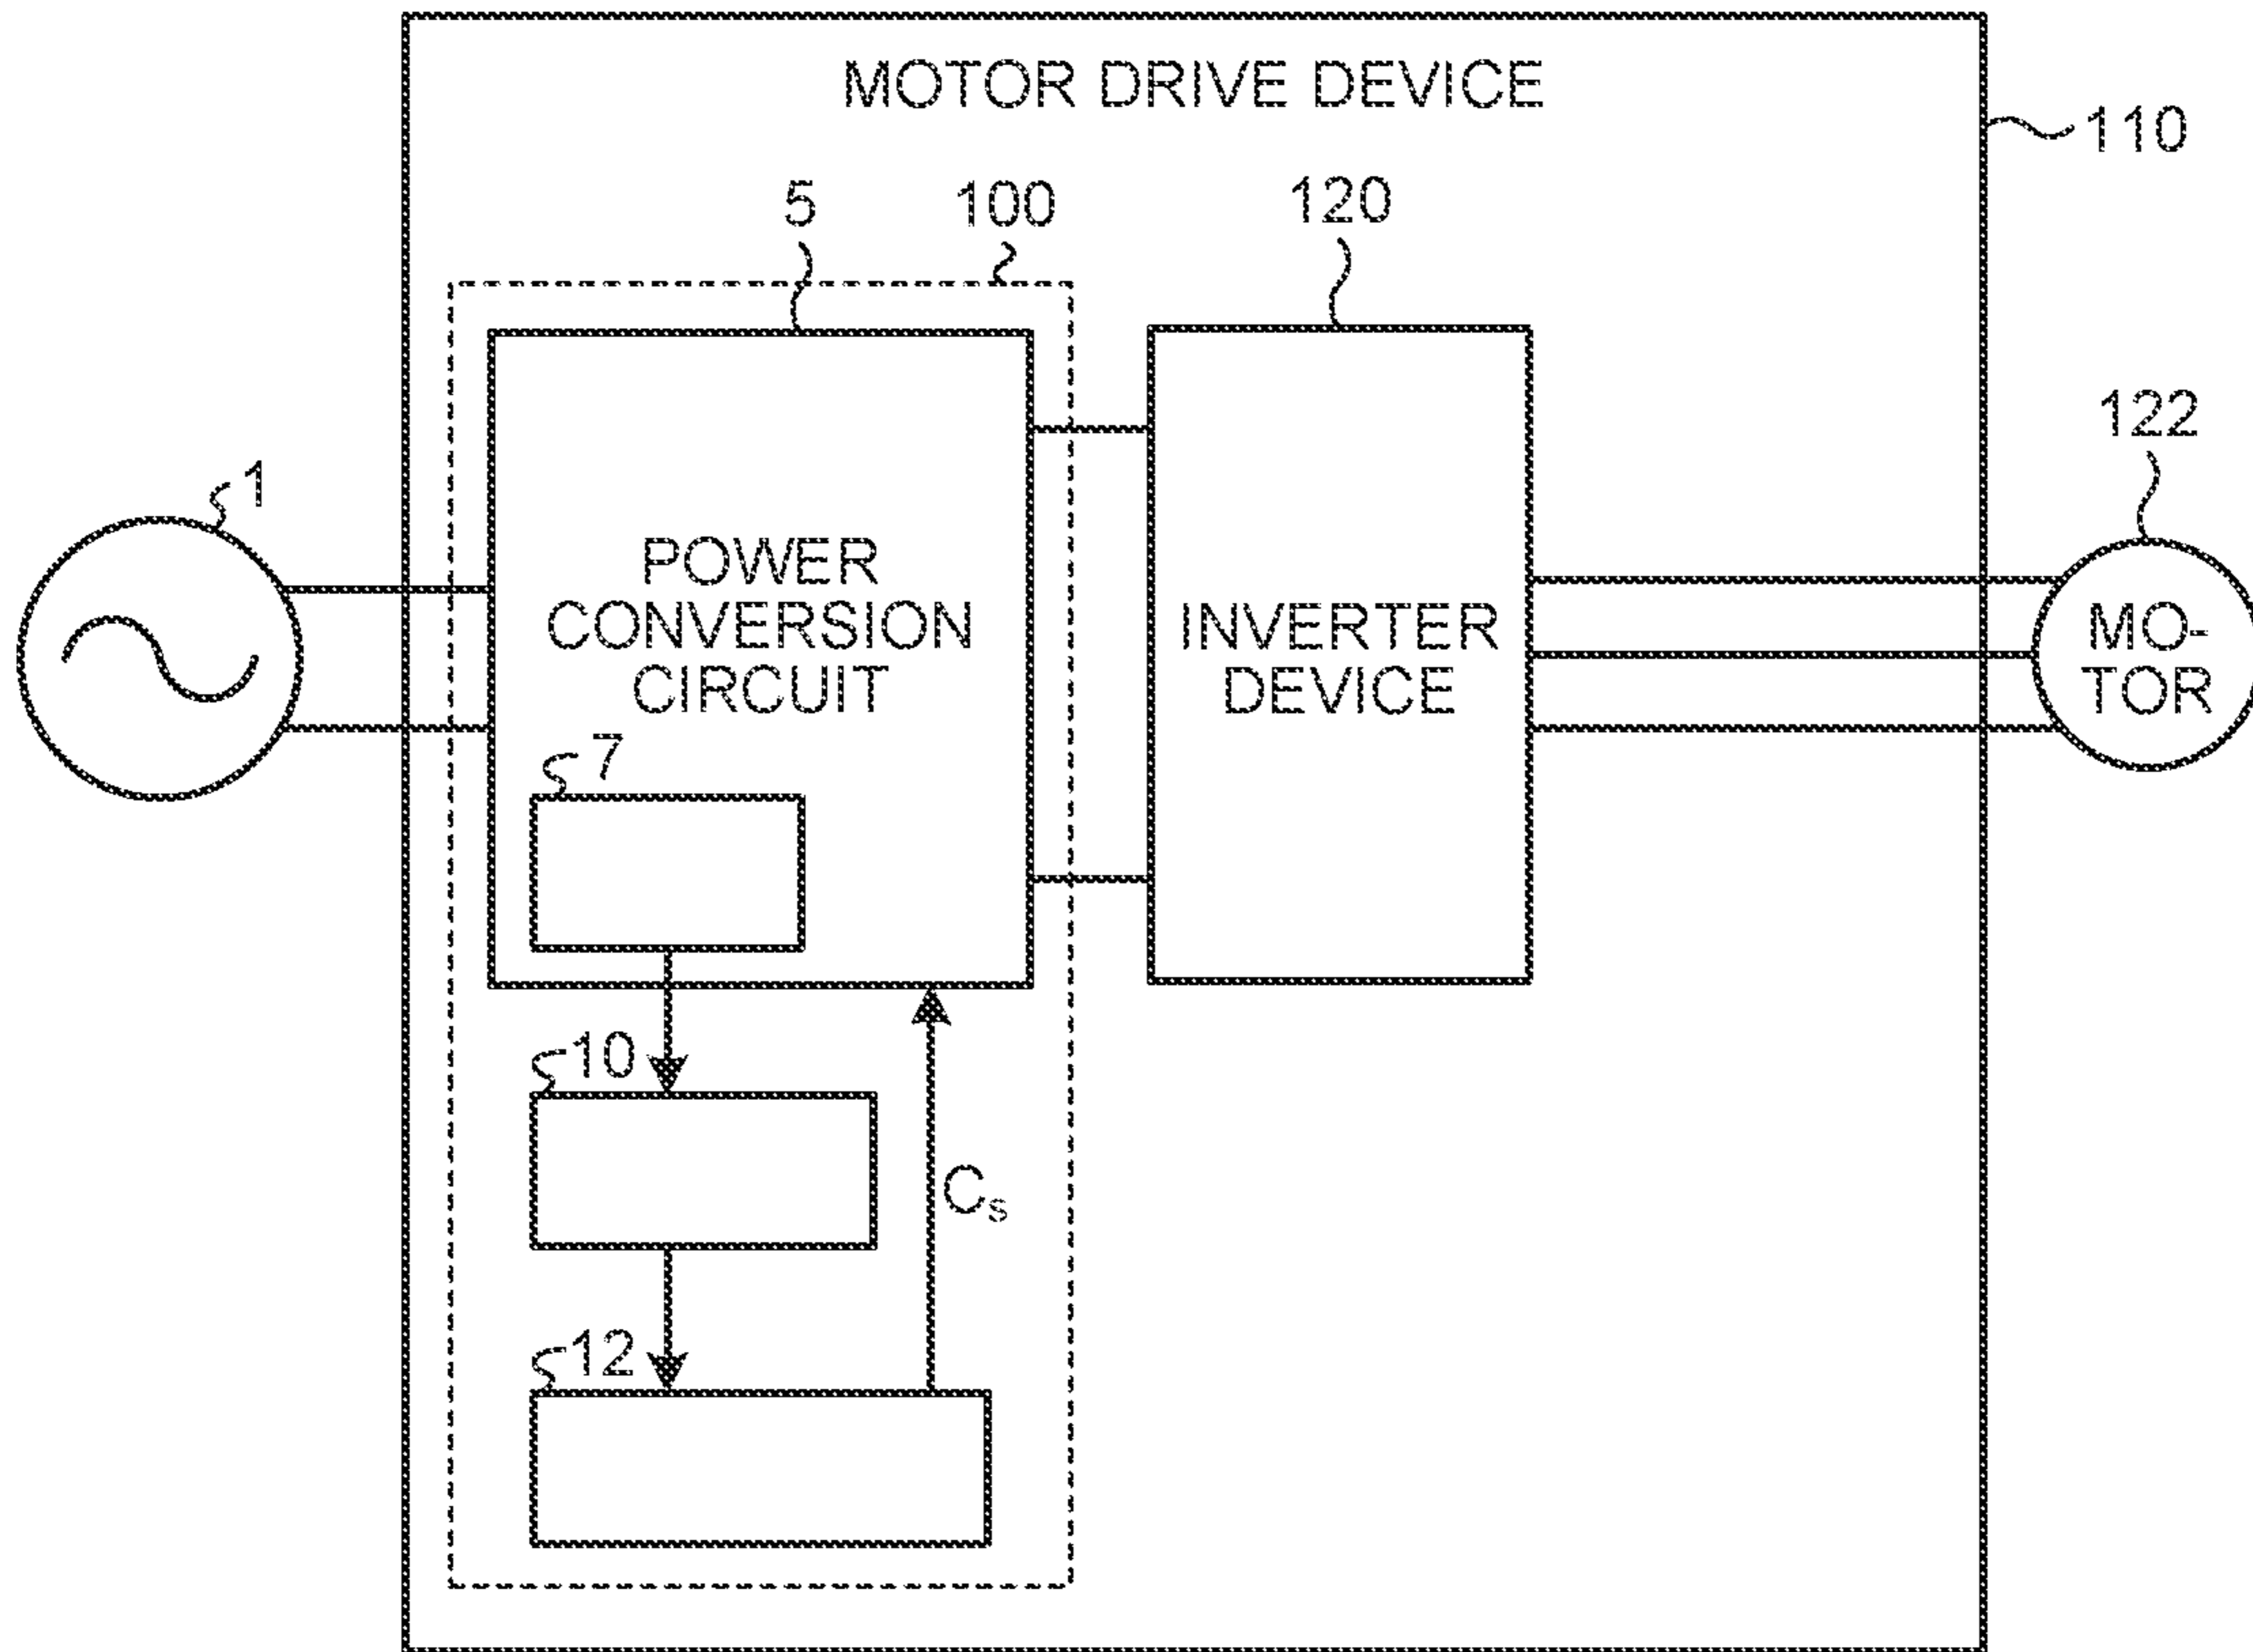 MOTOR DRIVE DEVICE
110
5
100
120
122
1
POWER
CONVERSION
CIRCUIT
INVERTER
DEVICE
MO-
TOR
7
10
Cs
12